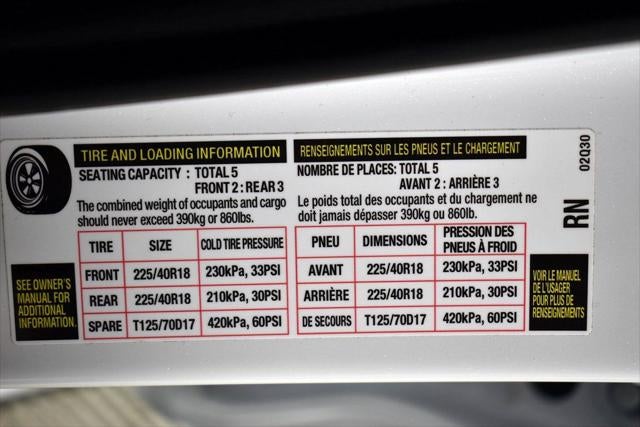 TIRE AND LOADING INFORMATION
SEATING CAPACITY : TOTAL 5
FRONT 2 : REAR 3
The combined weight of occupants and cargo
should never exceed 390kg or 860lb.
TIRE SIZE COLD TIRE PRESSURE
FRONT 225/40R18 230kPa, 33PSI
REAR 225/40R18 210kPa, 30PSI
SPARE T125/70D17 420kPa, 60PSI
SEE OWNER'S
MANUAL FOR
ADDITIONAL
INFORMATION.
RENSEIGNEMENTS SUR LES PNEUS ET LE CHARGEMENT
NOMBRE DE PLACES: TOTAL 5
AVANT 2 : ARRIÈRE 3
Le poids total des occupants et du chargement ne
doit jamais dépasser 390kg ou 860lb.
PNEU DIMENSIONS PRESSION DES
PNEUS À FROID
AVANT 225/40R18 230kPa, 33PSI
ARRIÈRE 225/40R18 210kPa, 30PSI
DE SECOURS T125/70D17 420kPa, 60PSI
VOIR LE MANUEL
DE L'USAGER
POUR PLUS DE
RENSEIGNEMENTS
RN
02Q30